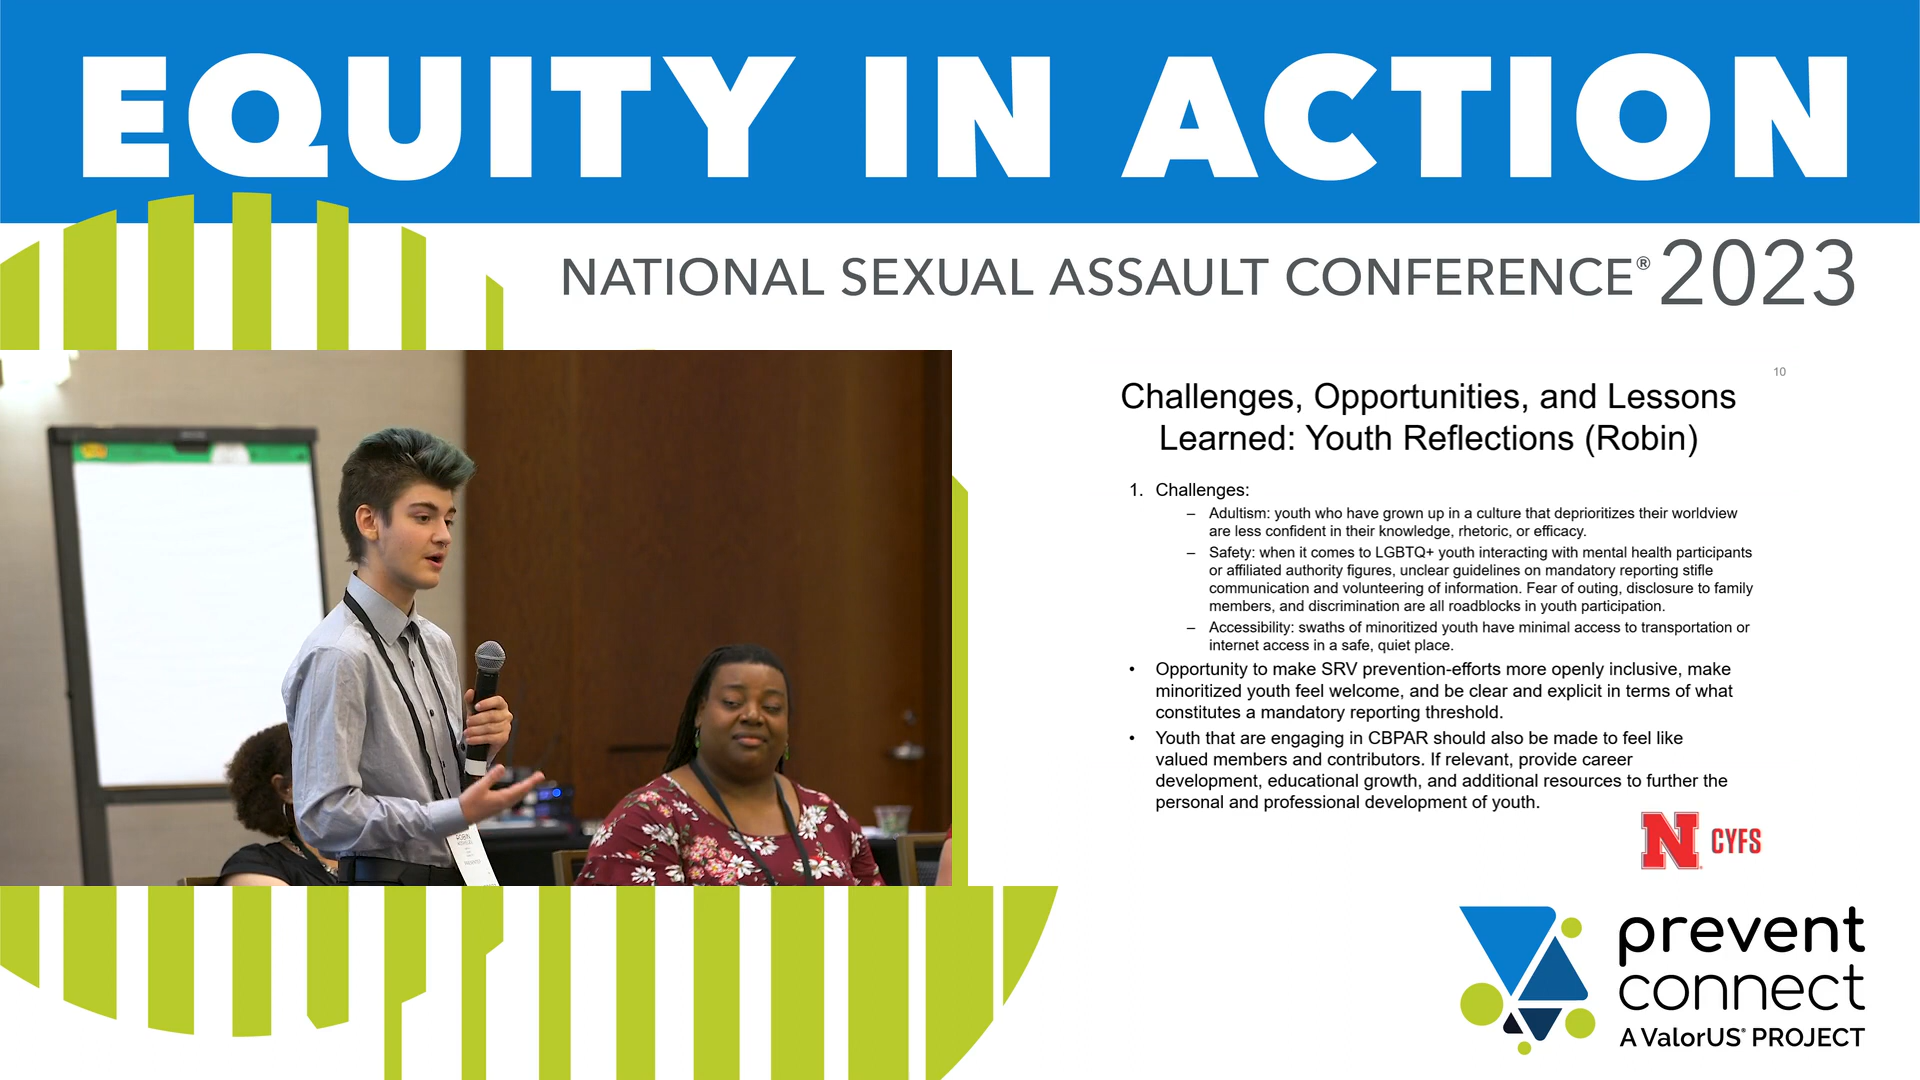 EQUITY IN ACTION
NATIONAL SEXUAL ASSAULT CONFERENCE® 2023
10
Challenges, Opportunities, and Lessons
Learned: Youth Reflections (Robin)
1. Challenges:
– Adultism: youth who have grown up in a culture that deprioritizes their worldview
are less confident in their knowledge, rhetoric, or efficacy.
– Safety: when it comes to LGBTQ+ youth interacting with mental health participants
or affiliated authority figures, unclear guidelines on mandatory reporting stifle
communication and volunteering of information. Fear of outing, disclosure to family
members, and discrimination are all roadblocks in youth participation.
– Accessibility: swaths of minoritized youth have minimal access to transportation or
internet access in a safe, quiet place.
• Opportunity to make SRV prevention-efforts more openly inclusive, make
minoritized youth feel welcome, and be clear and explicit in terms of what
constitutes a mandatory reporting threshold.
• Youth that are engaging in CBPAR should also be made to feel like
valued members and contributors. If relevant, provide career
development, educational growth, and additional resources to further the
personal and professional development of youth.
N CYFS
ROBIN
prevent
connect
A ValorUS® PROJECT